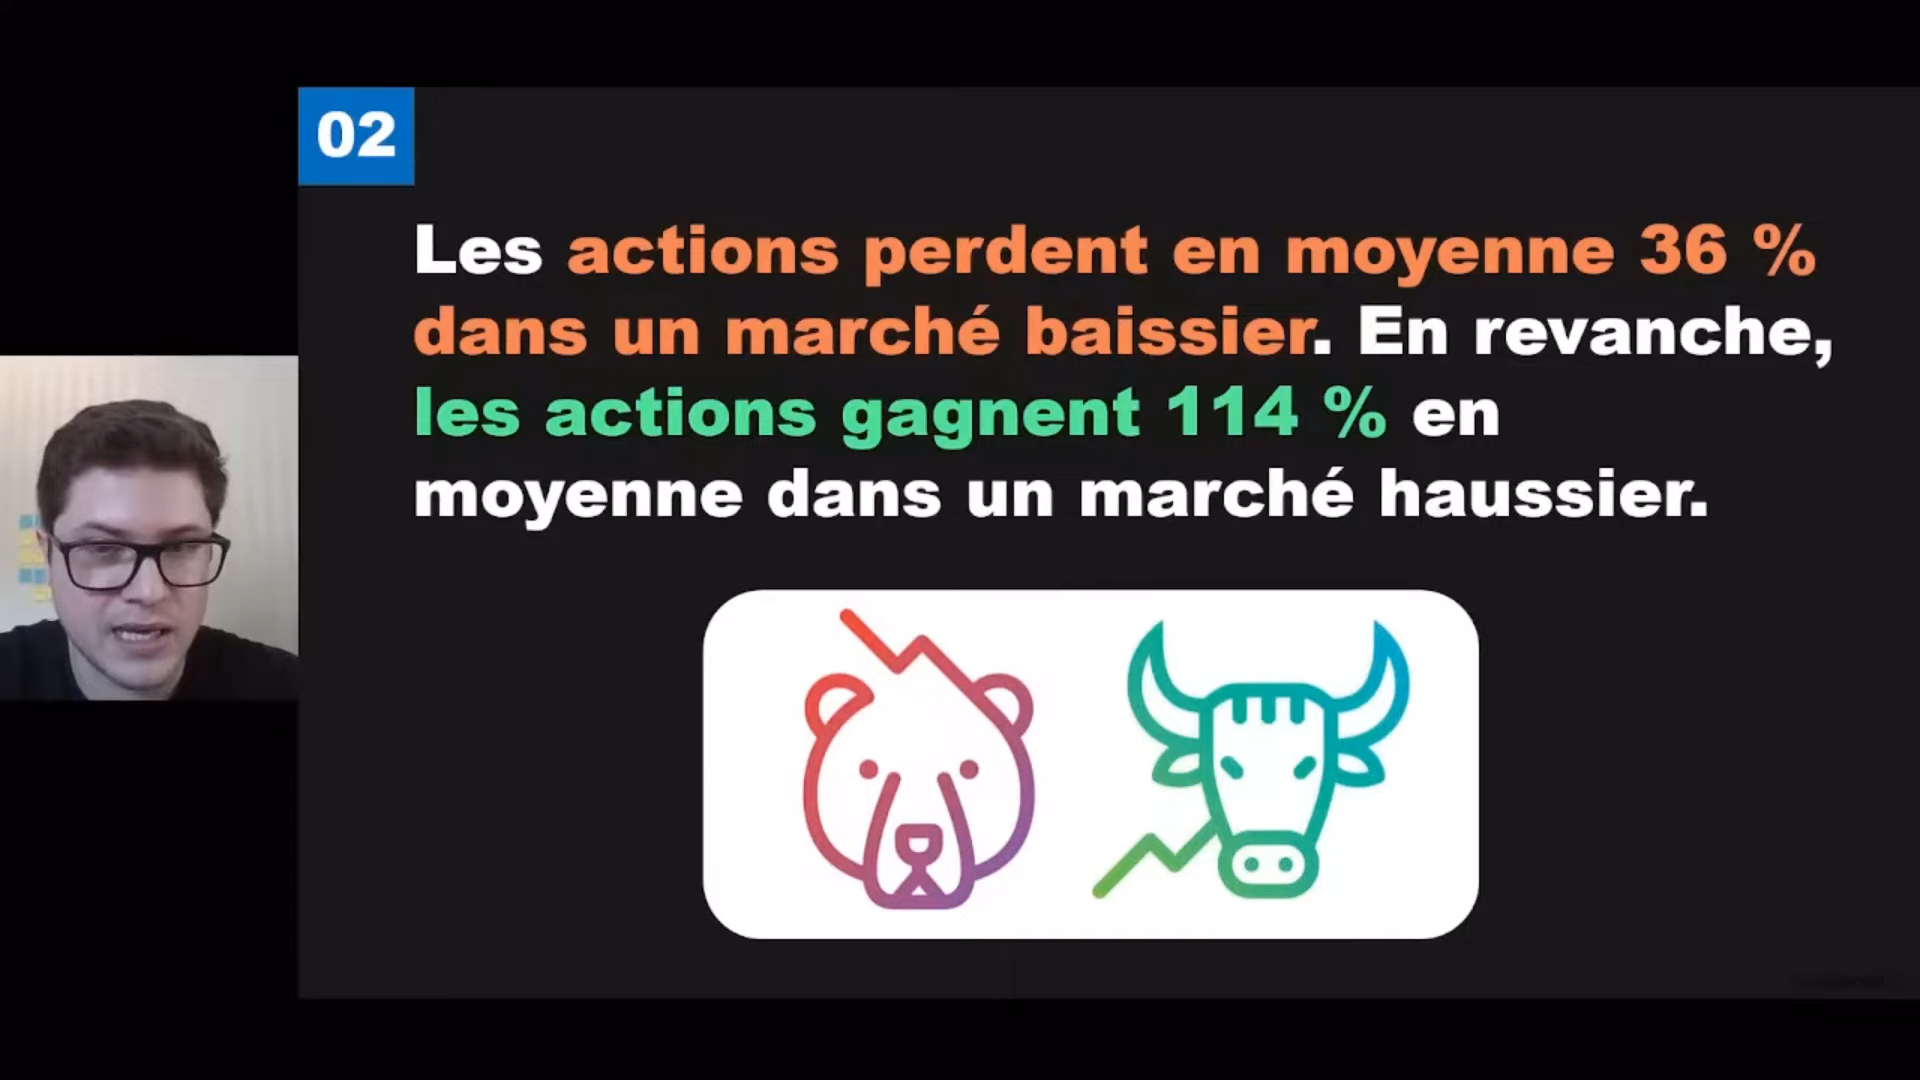 02
Les actions perdent en moyenne 36 %
dans un marché baissier. En revanche,
les actions gagnent 114 % en
moyenne dans un marché haussier.